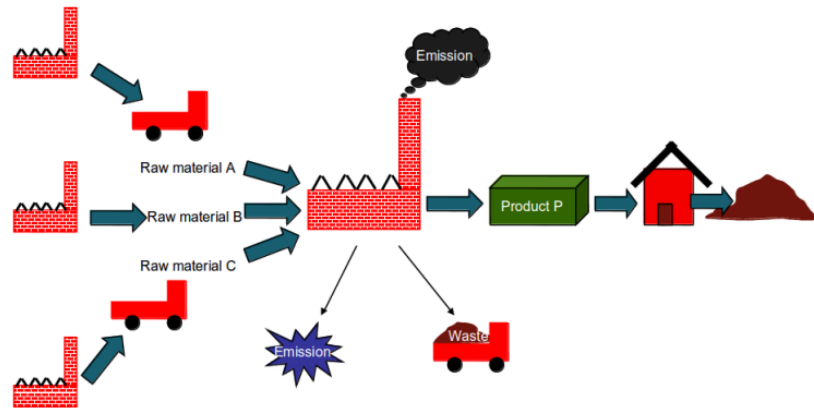 Emission
Raw material A
Raw material B
Product P
Raw material C
Emission
Waste